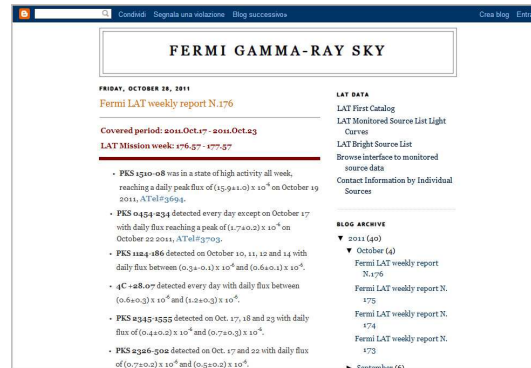 Condividi Segnala una violazione Blog successivo» Crea blog Entra
FERMI GAMMA-RAY SKY
FRIDAY, OCTOBER 28, 2011
Fermi LAT weekly report N.176
Covered period: 2011.Oct.17 - 2011.Oct.23
LAT Mission week: 176.57 - 177.57
• PKS 1510-08 was in a state of high activity all week,
reaching a daily peak flux of (15.9±1.0) x 10⁻⁶ on October 19
2011, ATel#3694.
• PKS 0454-234 detected every day except on October 17
with daily flux reaching a peak of (1.7±0.2) x 10⁻⁶ on
October 22 2011, ATel#3703.
• PKS 1124-186 detected on October 10, 11, 12 and 14 with
daily flux between (0.3±0.1) x 10⁻⁶ and (0.6±0.1) x 10⁻⁶.
• 4C +28.07 detected every day with daily flux between
(0.6±0.3) x 10⁻⁶ and (1.2±0.3) x 10⁻⁶.
• PKS 2345-1555 detected on Oct. 17, 18 and 23 with daily
flux of (0.4±0.2) x 10⁻⁶ and (0.7±0.3) x 10⁻⁶.
• PKS 2326-502 detected on Oct. 17 and 22 with daily flux
of (0.7±0.2) x 10⁻⁶ and (0.5±0.2) x 10⁻⁶.
LAT DATA
LAT First Catalog
LAT Monitored Source List Light
Curves
LAT Bright Source List
Browse interface to monitored
source data
Contact Information by Individual
Sources
BLOG ARCHIVE
▼ 2011 (40)
▼ October (4)
Fermi LAT weekly report
N.176
Fermi LAT weekly report N.
175
Fermi LAT weekly report N.
174
Fermi LAT weekly report N.
173
► September (6)